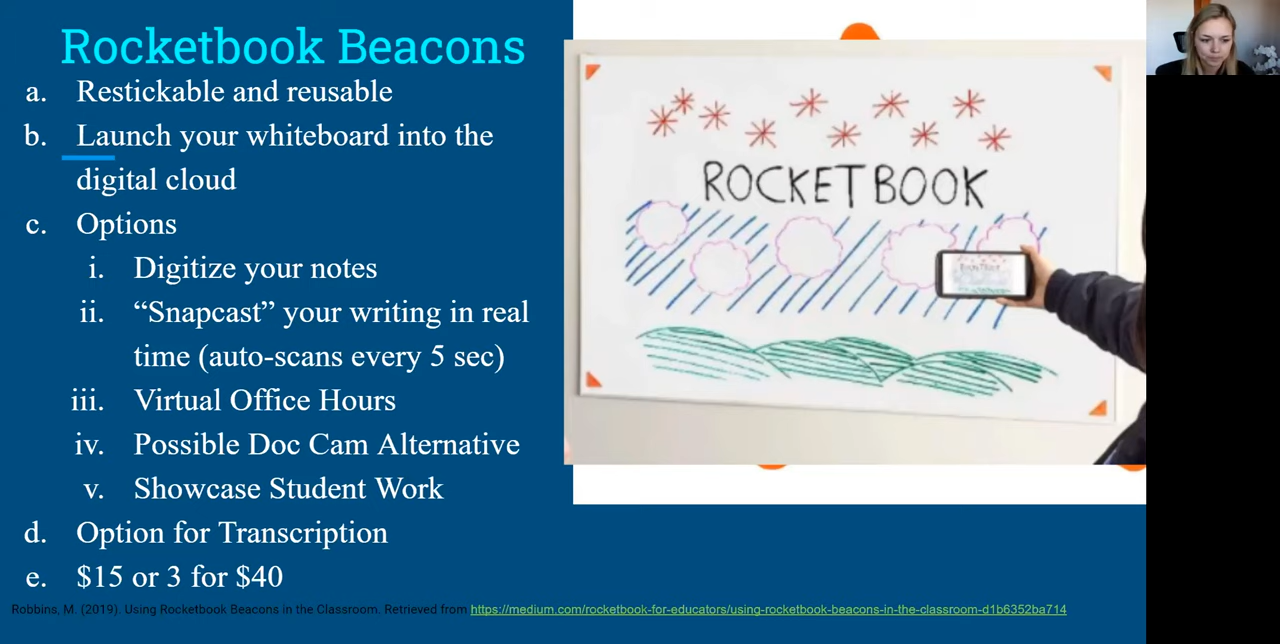 Rocketbook Beacons
a. Restickable and reusable
b. Launch your whiteboard into the
digital cloud
c. Options
i. Digitize your notes
ii. “Snapcast” your writing in real
time (auto-scans every 5 sec)
iii. Virtual Office Hours
iv. Possible Doc Cam Alternative
v. Showcase Student Work
d. Option for Transcription
e. $15 or 3 for $40
Robbins, M. (2019). Using Rocketbook Beacons in the Classroom. Retrieved from https://medium.com/rocketbook-for-educators/using-rocketbook-beacons-in-the-classroom-d1b6352ba714
ROCKETBOOK